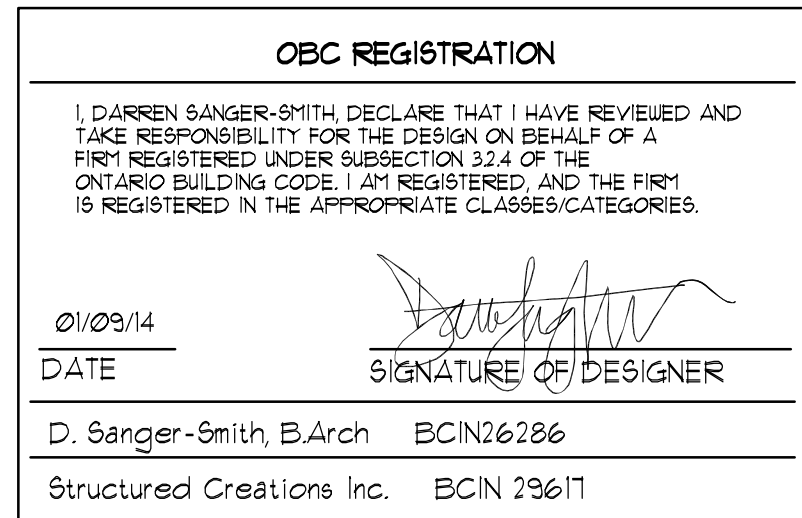 OBC REGISTRATION
I, DARREN SANGER-SMITH, DECLARE THAT I HAVE REVIEWED AND
TAKE RESPONSIBILITY FOR THE DESIGN ON BEHALF OF A
FIRM REGISTERED UNDER SUBSECTION 3.2.4 OF THE
ONTARIO BUILDING CODE. I AM REGISTERED, AND THE FIRM
IS REGISTERED IN THE APPROPRIATE CLASSES/CATEGORIES.
01/09/14
DATE
SIGNATURE OF DESIGNER
D. Sanger-Smith, B.Arch BCIN26286
Structured Creations Inc. BCIN 29617